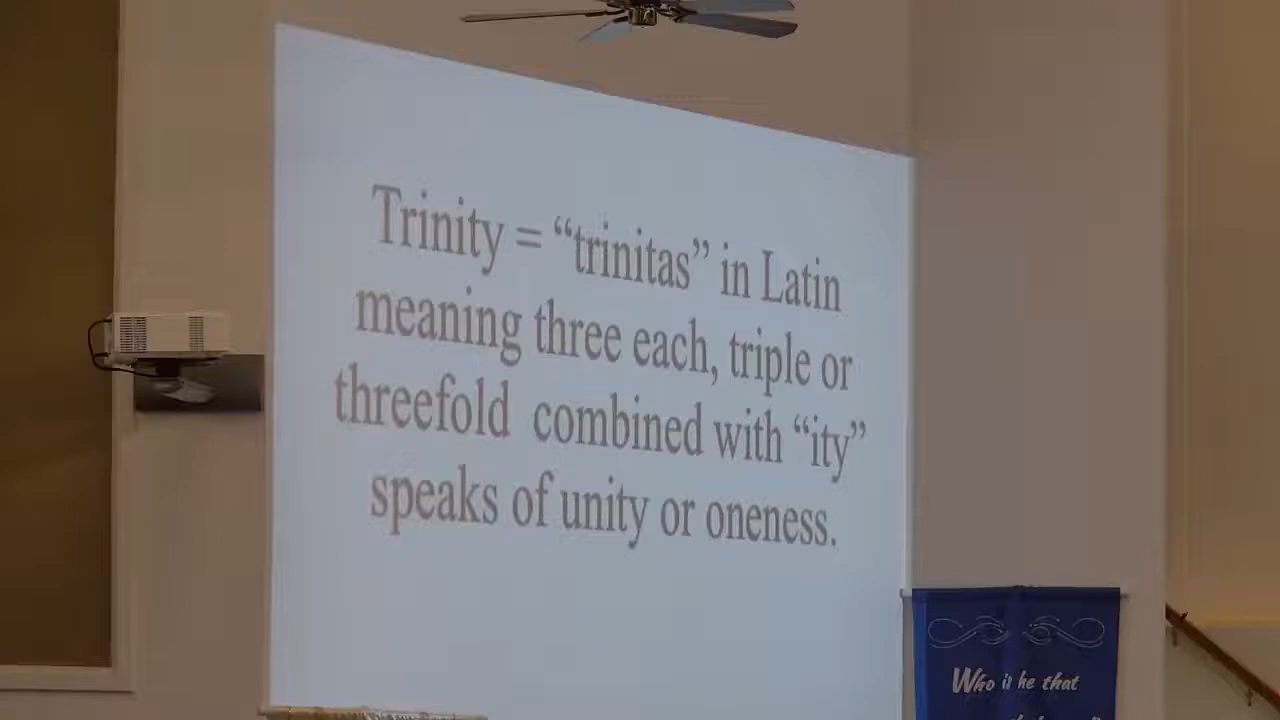 Trinity = “trinitas” in Latin
meaning three each, triple or
threefold combined with “ity”
speaks of unity or oneness.
Who is he that